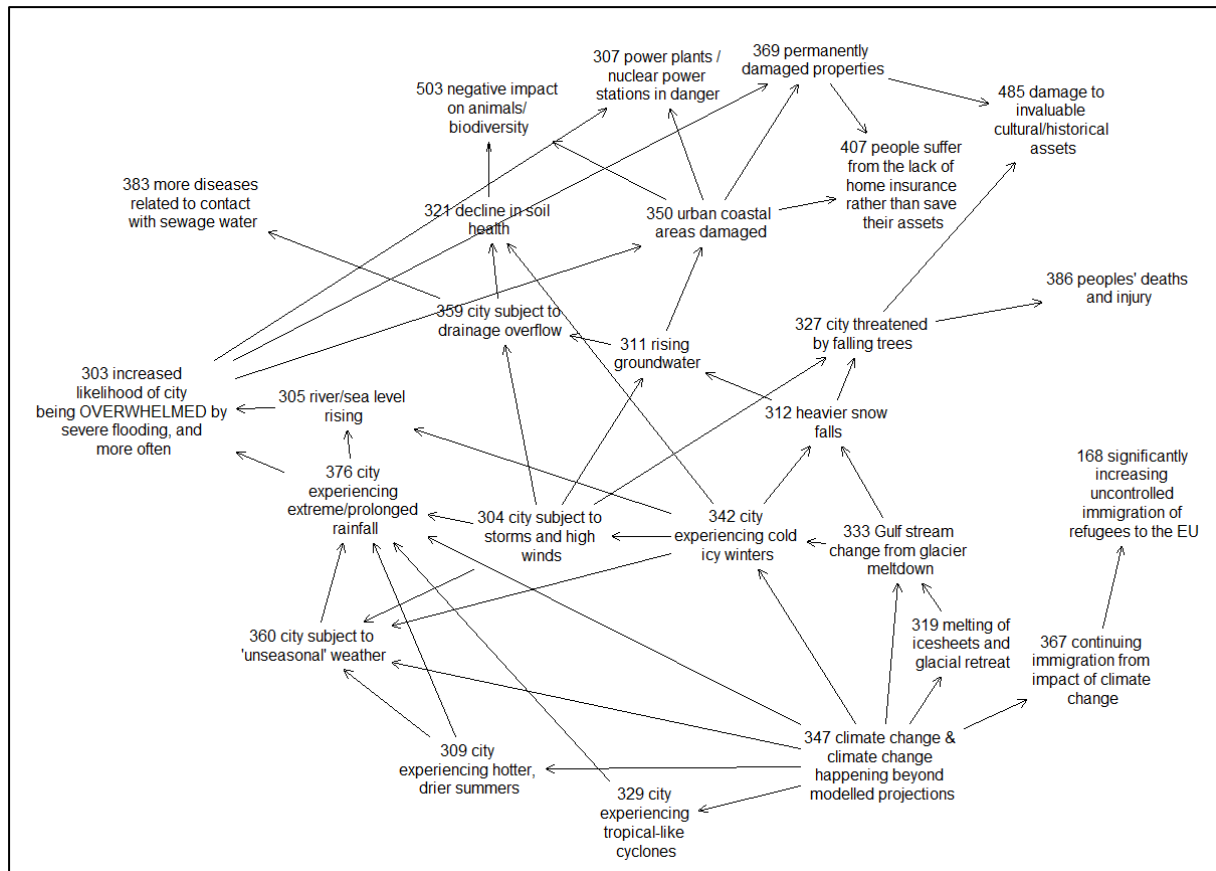 307 power plants /
nuclear power
stations in danger
369 permanently
damaged properties
503 negative impact
on animals/
biodiversity
485 damage to
invaluable
cultural/historical
assets
407 people suffer
from the lack of
home insurance
rather than save
their assets
383 more diseases
related to contact
with sewage water
321 decline in soil
health
350 urban coastal
areas damaged
386 peoples' deaths
and injury
359 city subject to
drainage overflow
327 city threatened
by falling trees
311 rising
groundwater
303 increased
likelihood of city
being OVERWHELMED by
severe flooding, and
more often
305 river/sea level
rising
312 heavier snow
falls
376 city
experiencing
extreme/prolonged
rainfall
304 city subject to
storms and high
winds
342 city
experiencing cold
icy winters
333 Gulf stream
change from glacier
meltdown
168 significantly
increasing
uncontrolled
immigration of
refugees to the EU
360 city subject to
'unseasonal' weather
319 melting of
icesheets and
glacial retreat
367 continuing
immigration from
impact of climate
change
309 city
experiencing hotter,
drier summers
347 climate change &
climate change
happening beyond
modelled projections
329 city
experiencing
tropical-like
cyclones